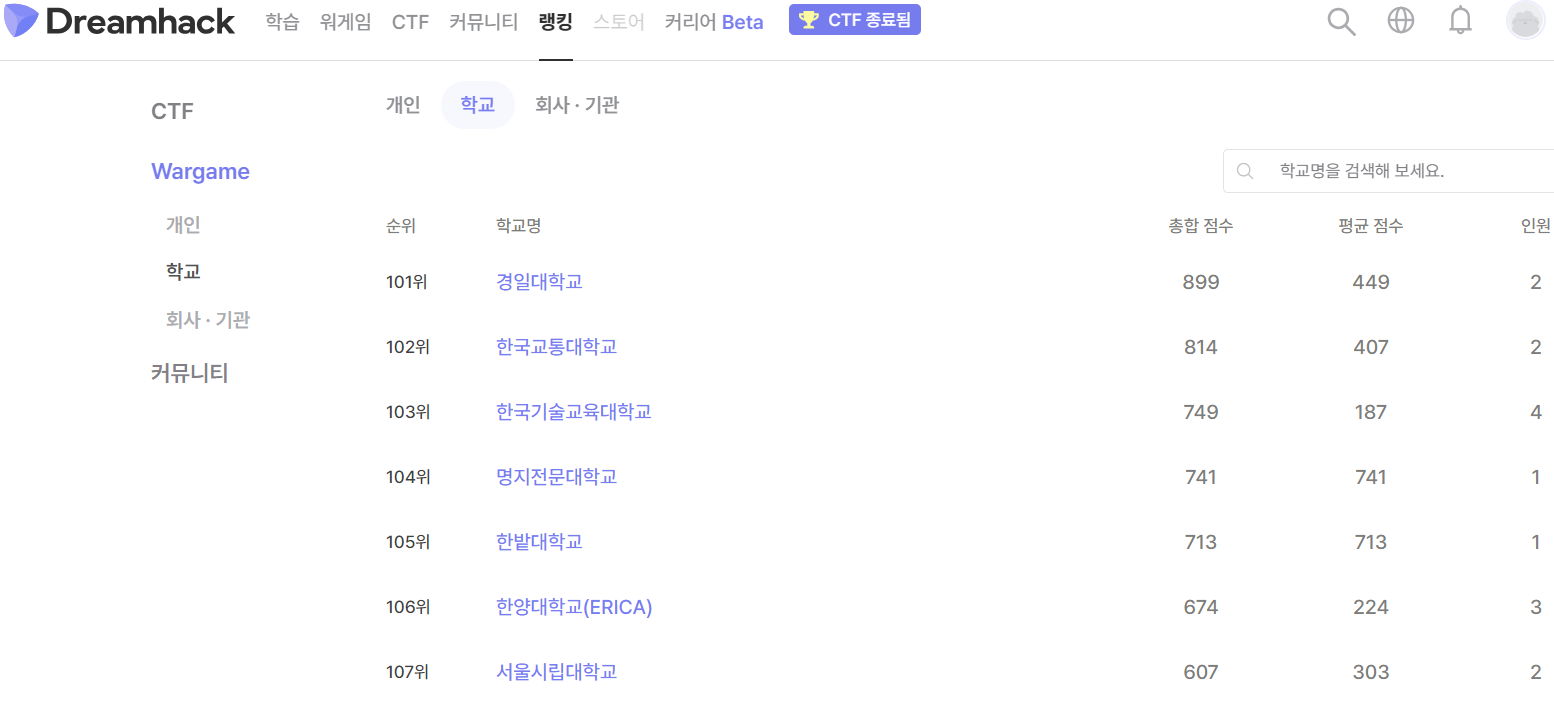 Dreamhack 학습 워게임 CTF 커뮤니티 랭킹 스토어 커리어 Beta CTF 종료됨
CTF
Wargame
개인
학교
회사 · 기관
커뮤니티
개인 학교 회사 · 기관
학교명을 검색해 보세요.
순위 학교명 총합 점수 평균 점수 인원
101위 경일대학교 899 449 2
102위 한국교통대학교 814 407 2
103위 한국기술교육대학교 749 187 4
104위 명지전문대학교 741 741 1
105위 한밭대학교 713 713 1
106위 한양대학교(ERICA) 674 224 3
107위 서울시립대학교 607 303 2